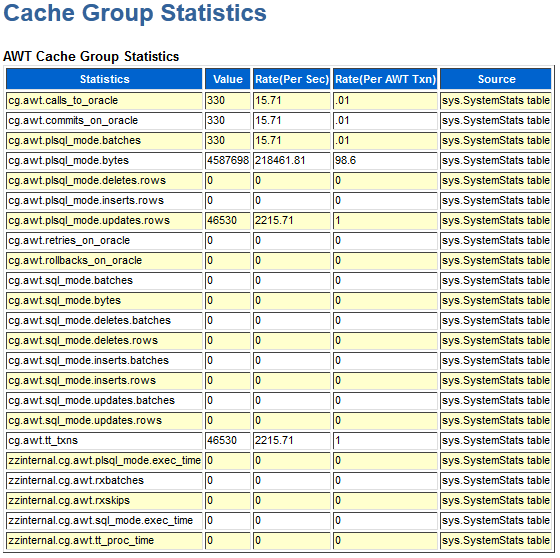 Cache Group Statistics
AWT Cache Group Statistics
Statistics Value Rate(Per Sec) Rate(Per AWT Txn) Source
cg.awt.calls_to_oracle 330 15.71 .01 sys.SystemStats table
cg.awt.commits_on_oracle 330 15.71 .01 sys.SystemStats table
cg.awt.plsql_mode.batches 330 15.71 .01 sys.SystemStats table
cg.awt.plsql_mode.bytes 4587698 218461.81 98.6 sys.SystemStats table
cg.awt.plsql_mode.deletes.rows 0 0 0 sys.SystemStats table
cg.awt.plsql_mode.inserts.rows 0 0 0 sys.SystemStats table
cg.awt.plsql_mode.updates.rows 46530 2215.71 1 sys.SystemStats table
cg.awt.retries_on_oracle 0 0 0 sys.SystemStats table
cg.awt.rollbacks_on_oracle 0 0 0 sys.SystemStats table
cg.awt.sql_mode.batches 0 0 0 sys.SystemStats table
cg.awt.sql_mode.bytes 0 0 0 sys.SystemStats table
cg.awt.sql_mode.deletes.batches 0 0 0 sys.SystemStats table
cg.awt.sql_mode.deletes.rows 0 0 0 sys.SystemStats table
cg.awt.sql_mode.inserts.batches 0 0 0 sys.SystemStats table
cg.awt.sql_mode.inserts.rows 0 0 0 sys.SystemStats table
cg.awt.sql_mode.updates.batches 0 0 0 sys.SystemStats table
cg.awt.sql_mode.updates.rows 0 0 0 sys.SystemStats table
cg.awt.tt_txns 46530 2215.71 1 sys.SystemStats table
zzinternal.cg.awt.plsql_mode.exec_time 0 0 0 sys.SystemStats table
zzinternal.cg.awt.rxbatches 0 0 0 sys.SystemStats table
zzinternal.cg.awt.rxskips 0 0 0 sys.SystemStats table
zzinternal.cg.awt.sql_mode.exec_time 0 0 0 sys.SystemStats table
zzinternal.cg.awt.tt_proc_time 0 0 0 sys.SystemStats table